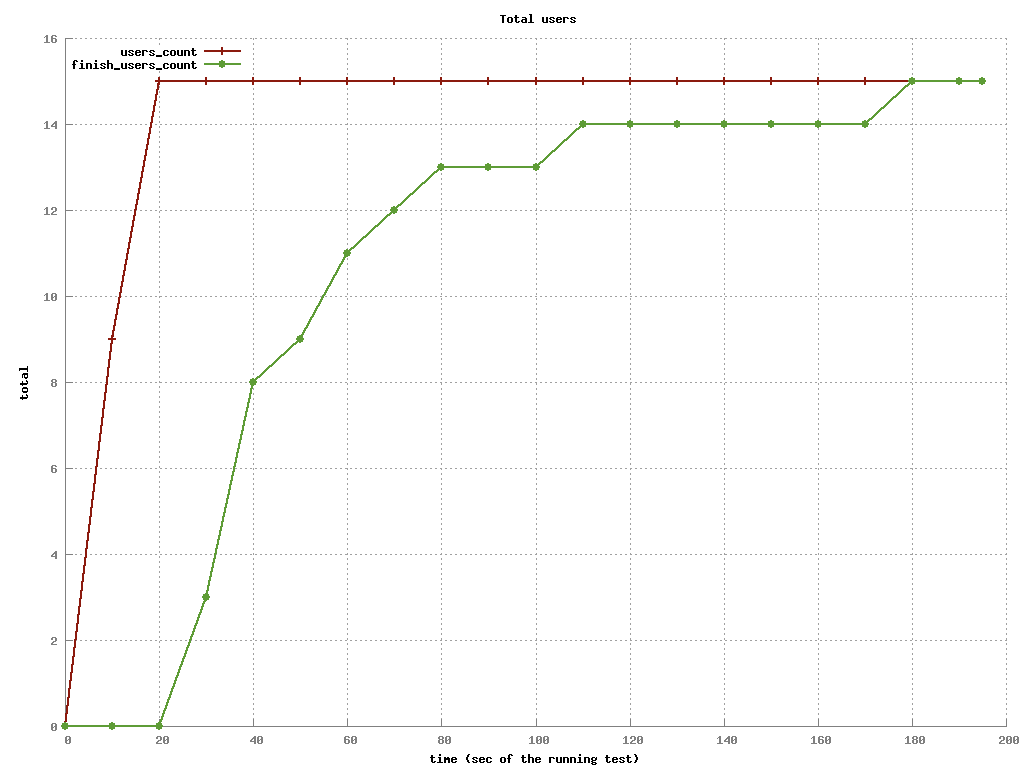 Total users
users_count
finish_users_count
16
14
12
10
8
6
4
2
0
total
0 20 40 60 80 100 120 140 160 180 200
time (sec of the running test)